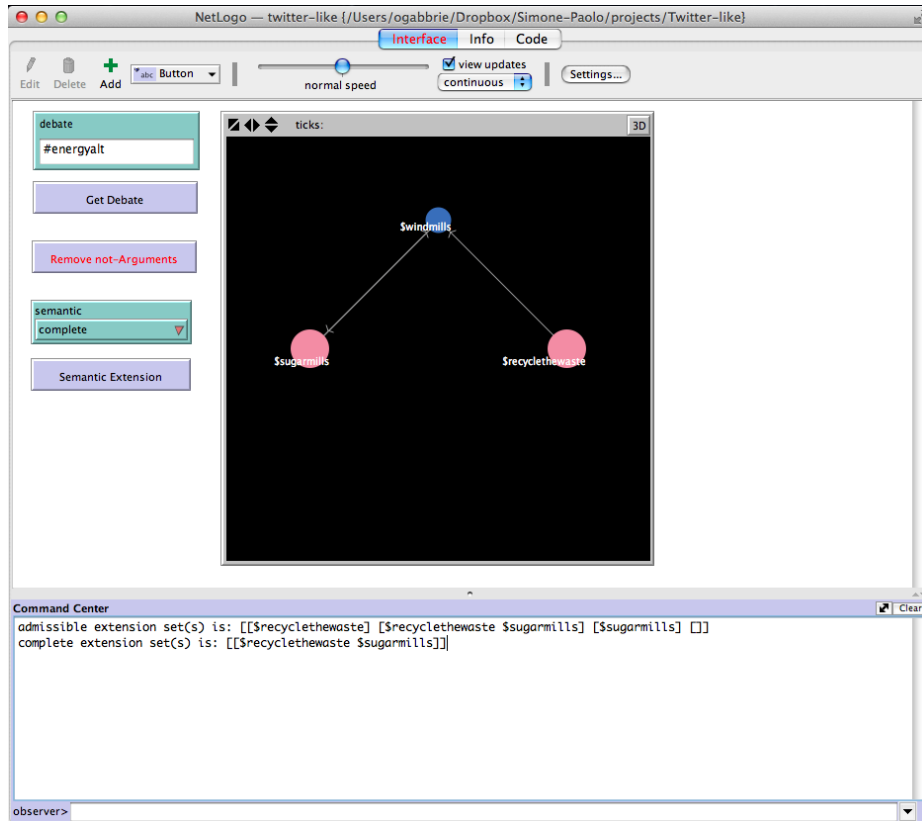 NetLogo — twitter-like {/Users/ogabbrie/Dropbox/Simone-Paolo/projects/Twitter-like}
Interface Info Code
Edit Delete Add abc Button
normal speed
view updates
continuous
Settings...
debate
#energyalt
Get Debate
Remove not-Arguments
semantic
complete
Semantic Extension
ticks:
3D
$windmills
$sugarmills
$recyclethewaste
Command Center
Clear
admissible extension set(s) is: [[$recyclethewaste] [$recyclethewaste $sugarmills] [$sugarmills] []]
complete extension set(s) is: [[$recyclethewaste $sugarmills]]
observer>